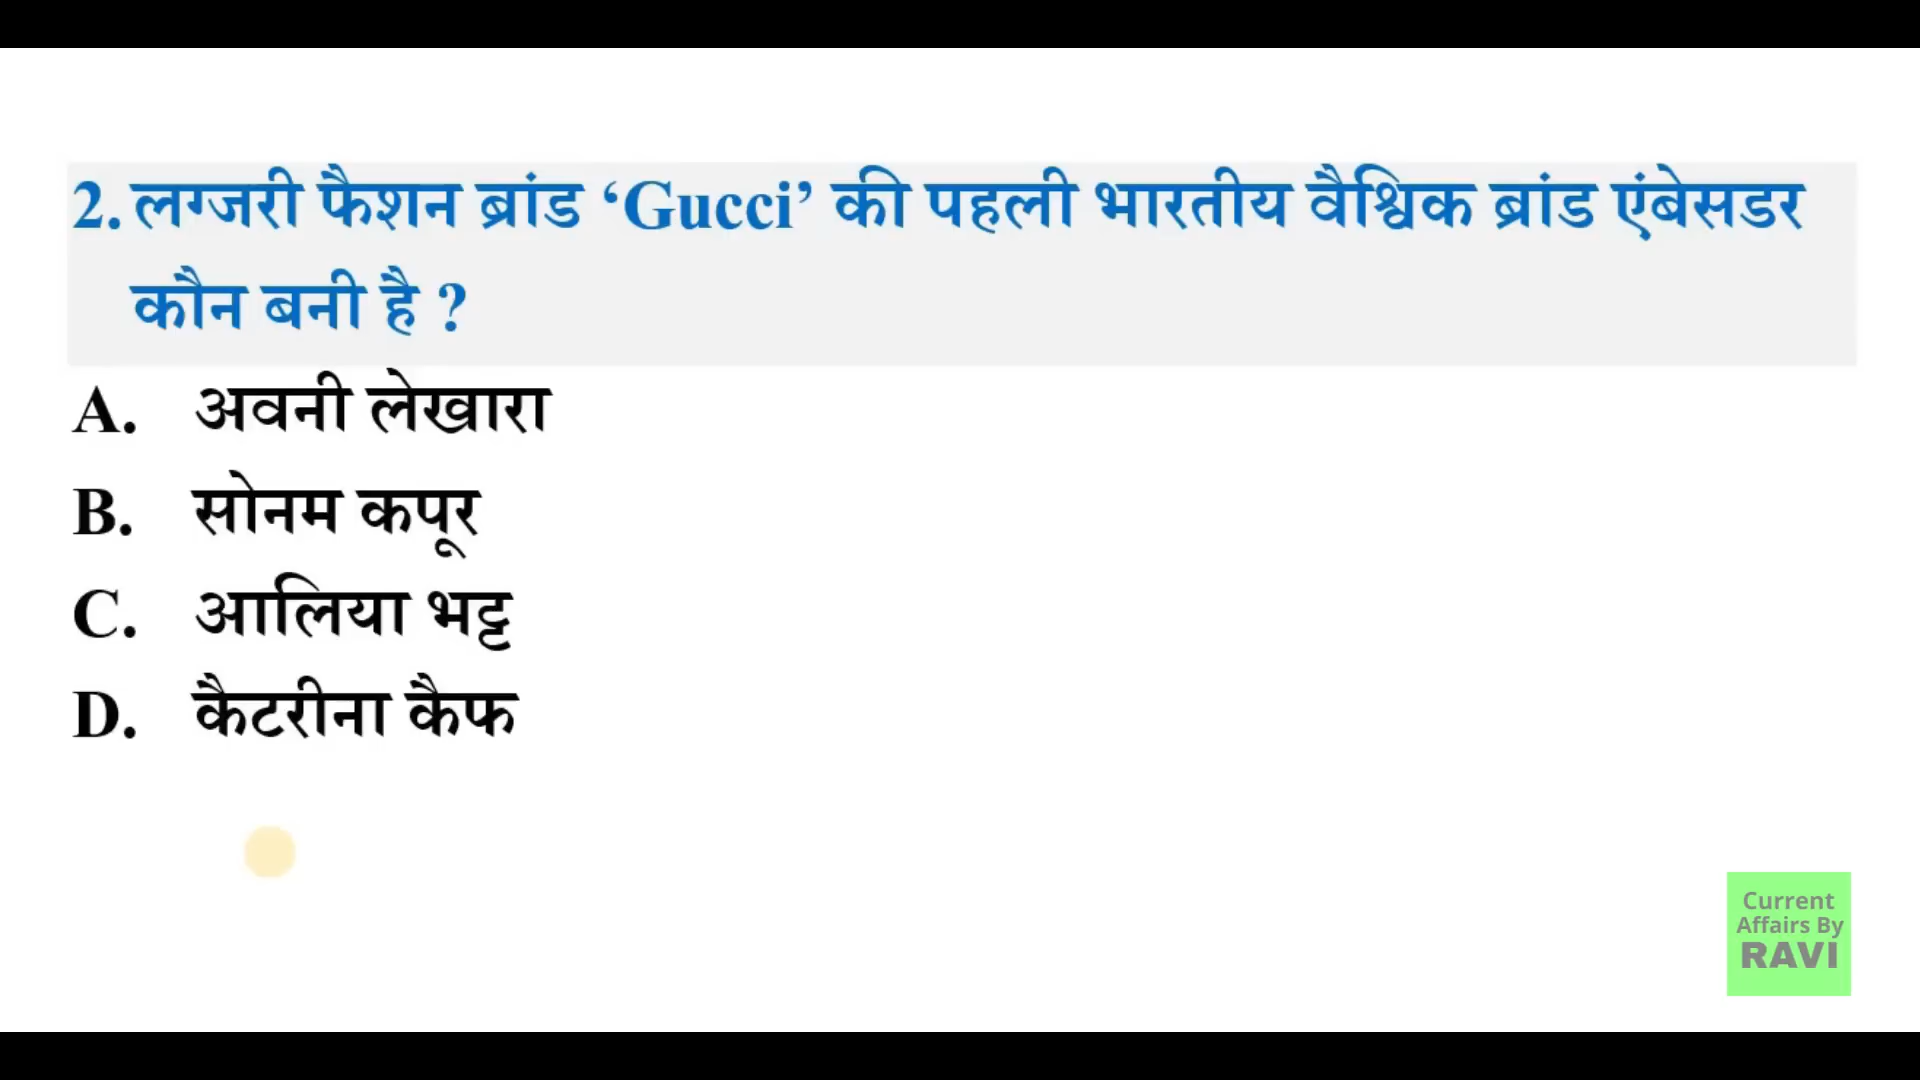 2. लग्जरी फैशन ब्रांड ‘Gucci’ की पहली भारतीय वैश्विक ब्रांड एंबेसडर
कौन बनी है ?
A. अवनी लेखारा
B. सोनम कपूर
C. आलिया भट्ट
D. कैटरीना कैफ
Current
Affairs By
RAVI